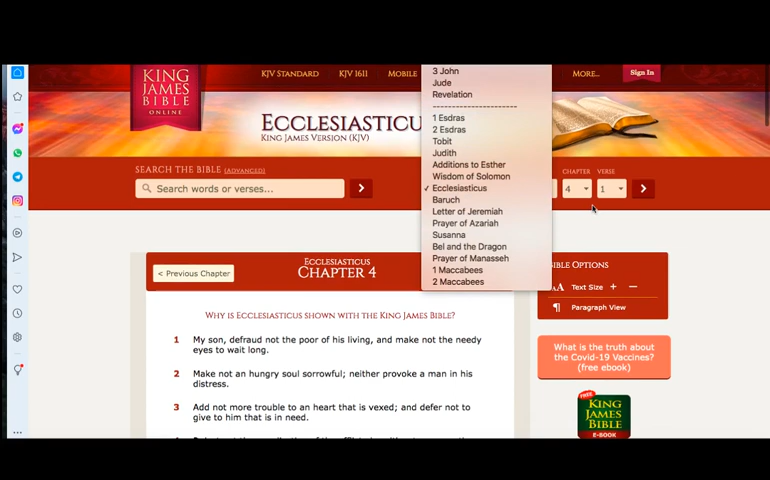 KING
JAMES
BIBLE
ONLINE
KJV STANDARD
KJV 1611
MOBILE
MORE...
Sign In
ECCLESIASTICU
KING JAMES VERSION (KJV)
SEARCH THE BIBLE (ADVANCED)
Search words or verses...
3 John
Jude
Revelation
----------------------
1 Esdras
2 Esdras
Tobit
Judith
Additions to Esther
Wisdom of Solomon
✓ Ecclesiasticus
Baruch
Letter of Jeremiah
Prayer of Azariah
Susanna
Bel and the Dragon
Prayer of Manasseh
1 Maccabees
2 Maccabees
CHAPTER
VERSE
4
1
< Previous Chapter
ECCLESIASTICUS
CHAPTER 4
WHY IS ECCLESIASTICUS SHOWN WITH THE KING JAMES BIBLE?
1 My son, defraud not the poor of his living, and make not the needy
eyes to wait long.
2 Make not an hungry soul sorrowful; neither provoke a man in his
distress.
3 Add not more trouble to an heart that is vexed; and defer not to
give to him that is in need.
IBLE OPTIONS
AA Text Size + −
¶ Paragraph View
What is the truth about
the Covid-19 Vaccines?
(free ebook)
FREE
KING
JAMES
BIBLE
E-BOOK